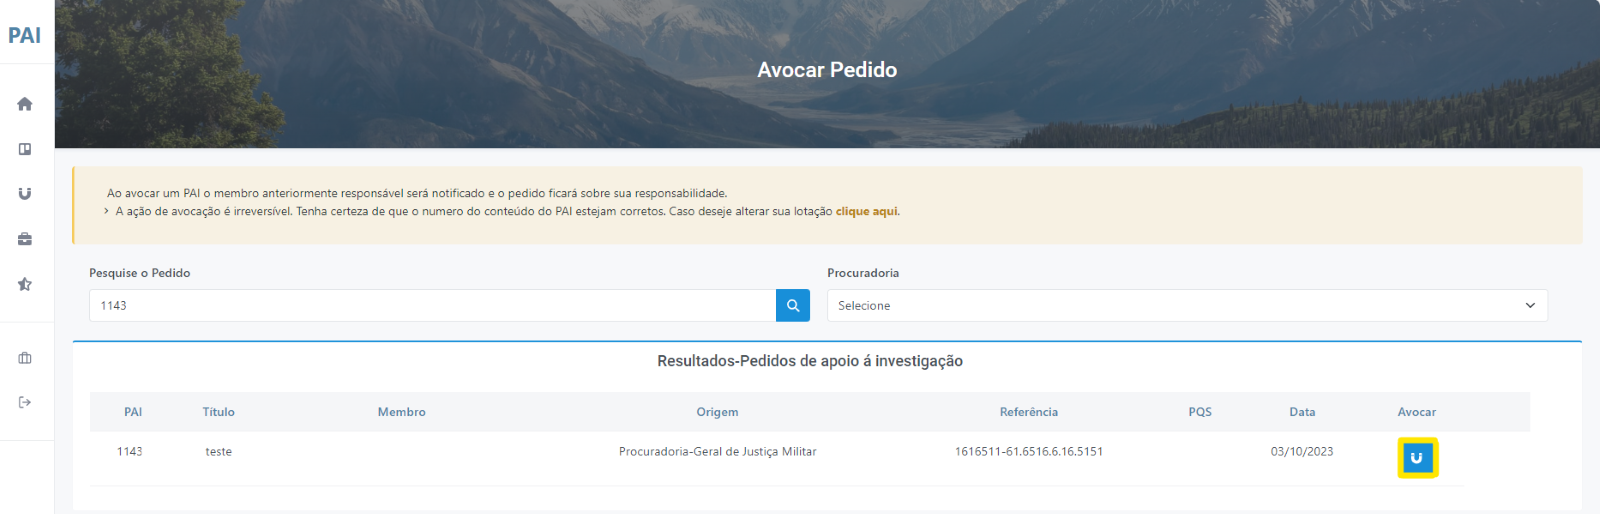 PAI
Avocar Pedido
Ao avocar um PAI o membro anteriormente responsável será notificado e o pedido ficará sobre sua responsabilidade.
A ação de avocação é irreversível. Tenha certeza de que o numero do conteúdo do PAI estejam corretos. Caso deseje alterar sua lotação clique aqui.
Pesquise o Pedido
Procuradoria
1143
Selecione
Resultados-Pedidos de apoio á investigação
PAI Título Membro Origem Referência PQS Data Avocar
1143 teste Procuradoria-Geral de Justiça Militar 1616511-61.6516.6.16.5151 03/10/2023